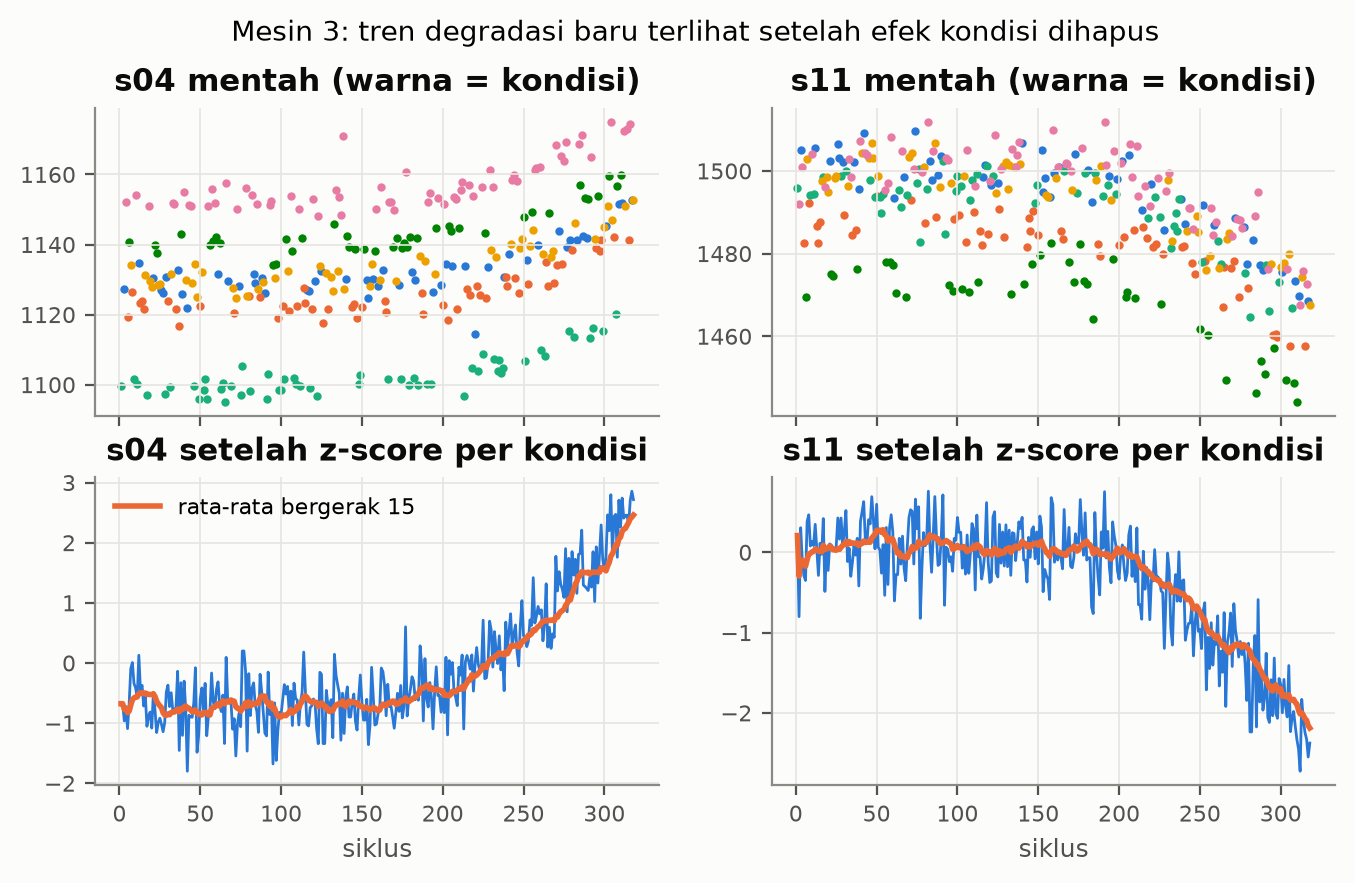 Mesin 3: tren degradasi baru terlihat setelah efek kondisi dihapus
s04 mentah (warna = kondisi)
1160
1140
1120
1100
s11 mentah (warna = kondisi)
1500
1480
1460
s04 setelah z-score per kondisi
rata-rata bergerak 15
3
2
1
0
−1
−2
0 50 100 150 200 250 300
siklus
s11 setelah z-score per kondisi
0
−1
−2
0 50 100 150 200 250 300
siklus